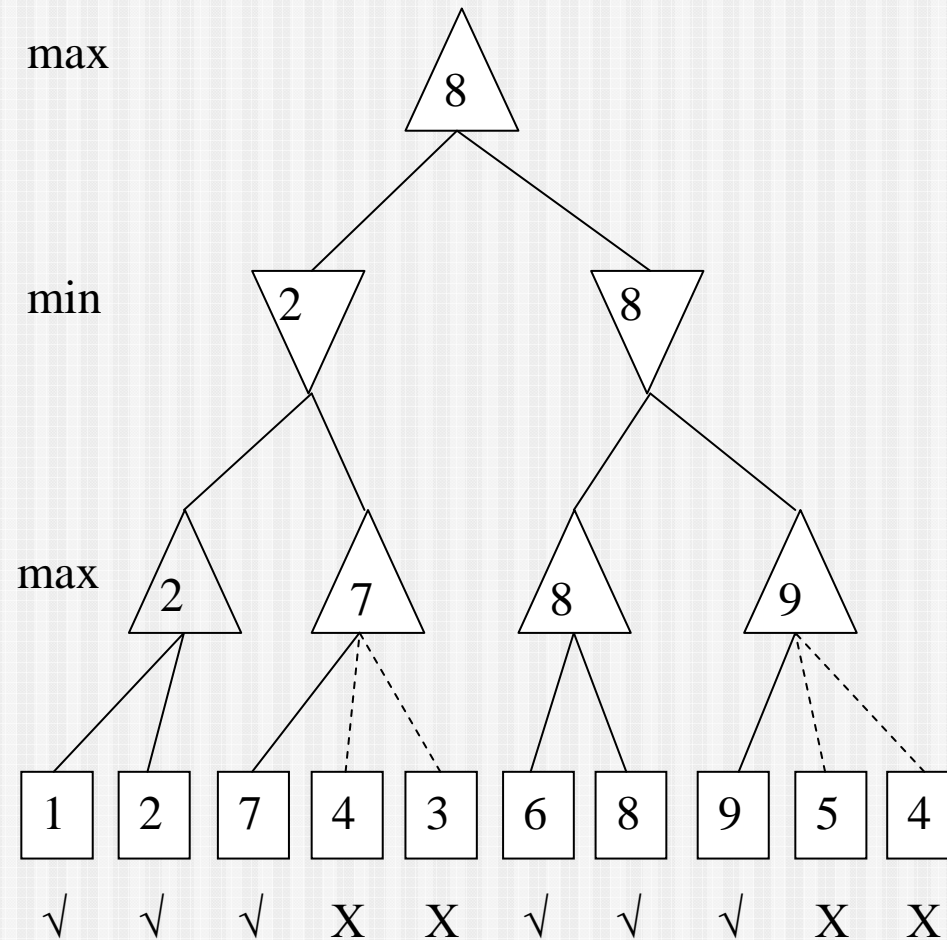 max
8
min
2 8
max
2 7 8 9
1 2 7 4 3 6 8 9 5 4
√ √ √ X X √ √ √ X X